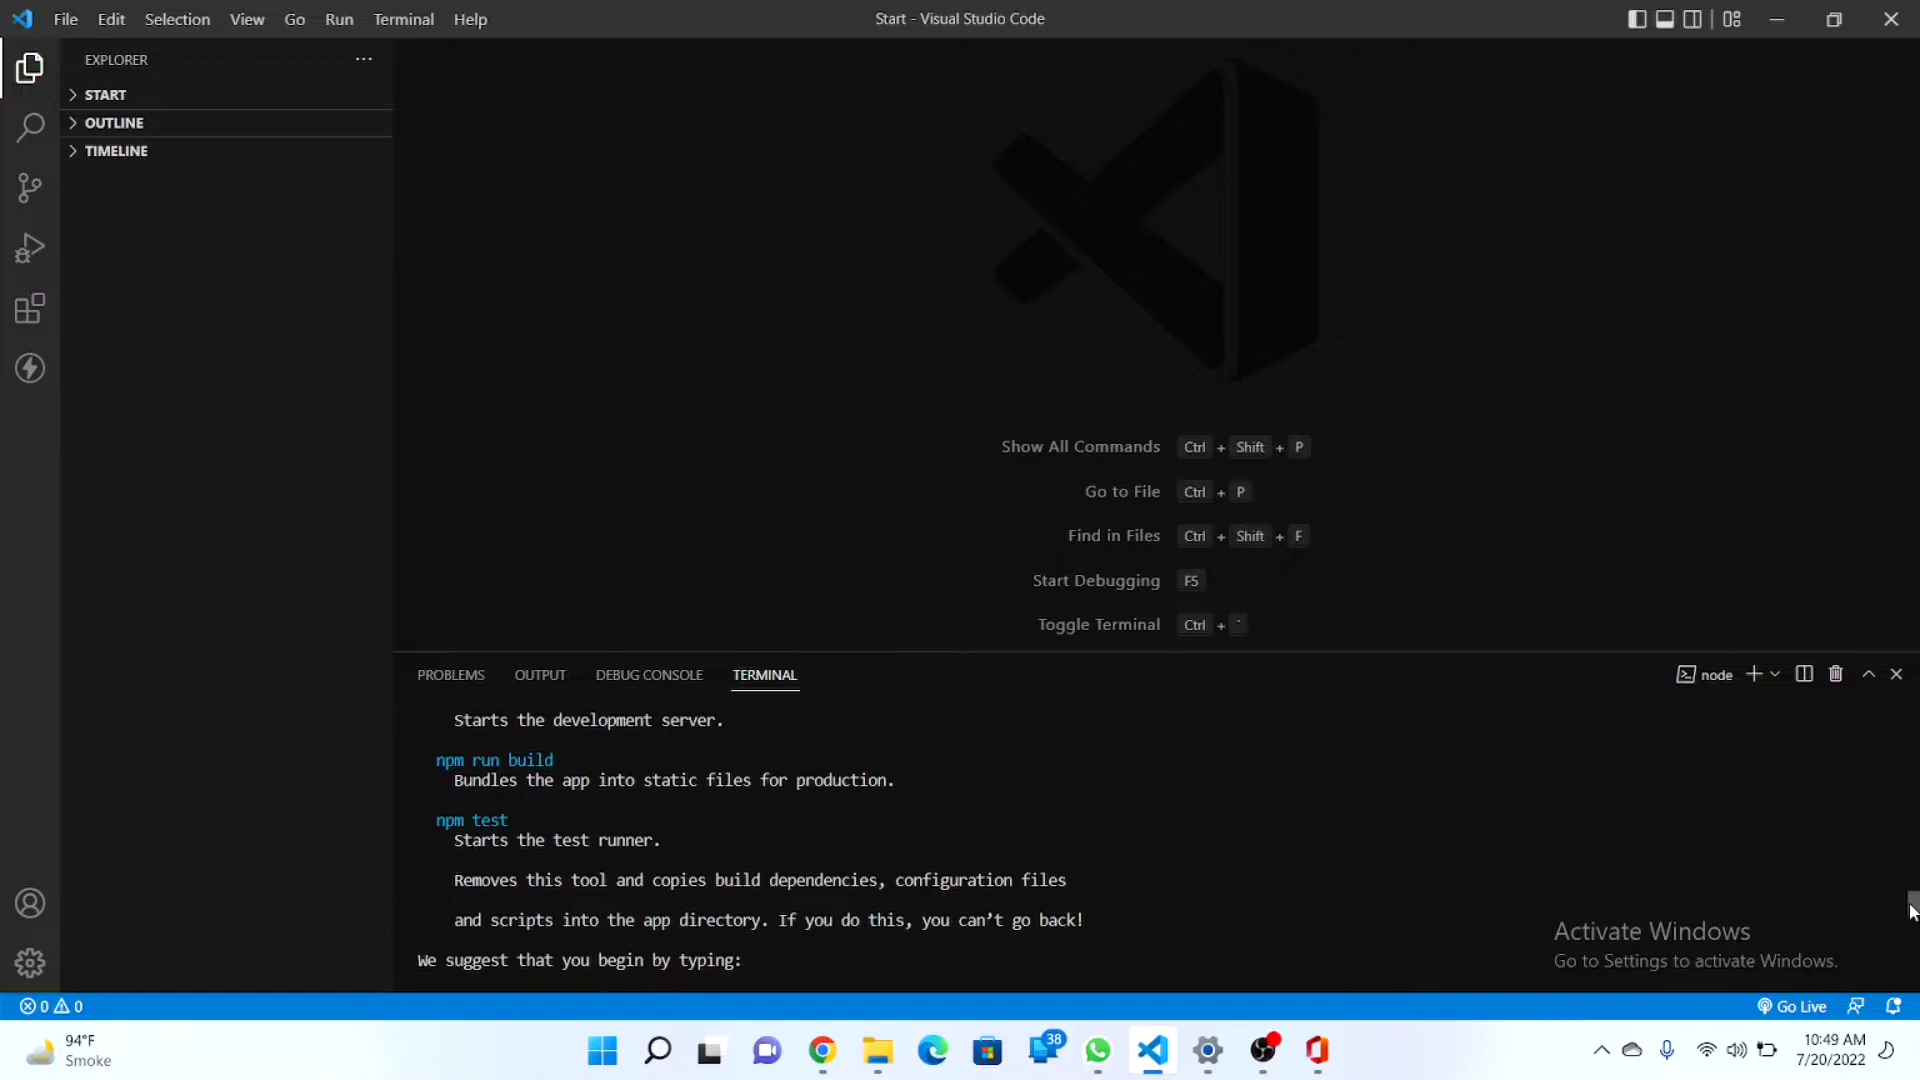 File Edit Selection View Go Run Terminal Help
Start - Visual Studio Code
EXPLORER
START
OUTLINE
TIMELINE
Show All Commands Ctrl + Shift + P
Go to File Ctrl + P
Find in Files Ctrl + Shift + F
Start Debugging F5
Toggle Terminal Ctrl + `
PROBLEMS OUTPUT DEBUG CONSOLE TERMINAL
node
Starts the development server.
npm run build
Bundles the app into static files for production.
npm test
Starts the test runner.
Removes this tool and copies build dependencies, configuration files
and scripts into the app directory. If you do this, you can’t go back!
We suggest that you begin by typing:
Activate Windows
Go to Settings to activate Windows.
0 0
Go Live
94°F
Smoke
38
10:49 AM
7/20/2022